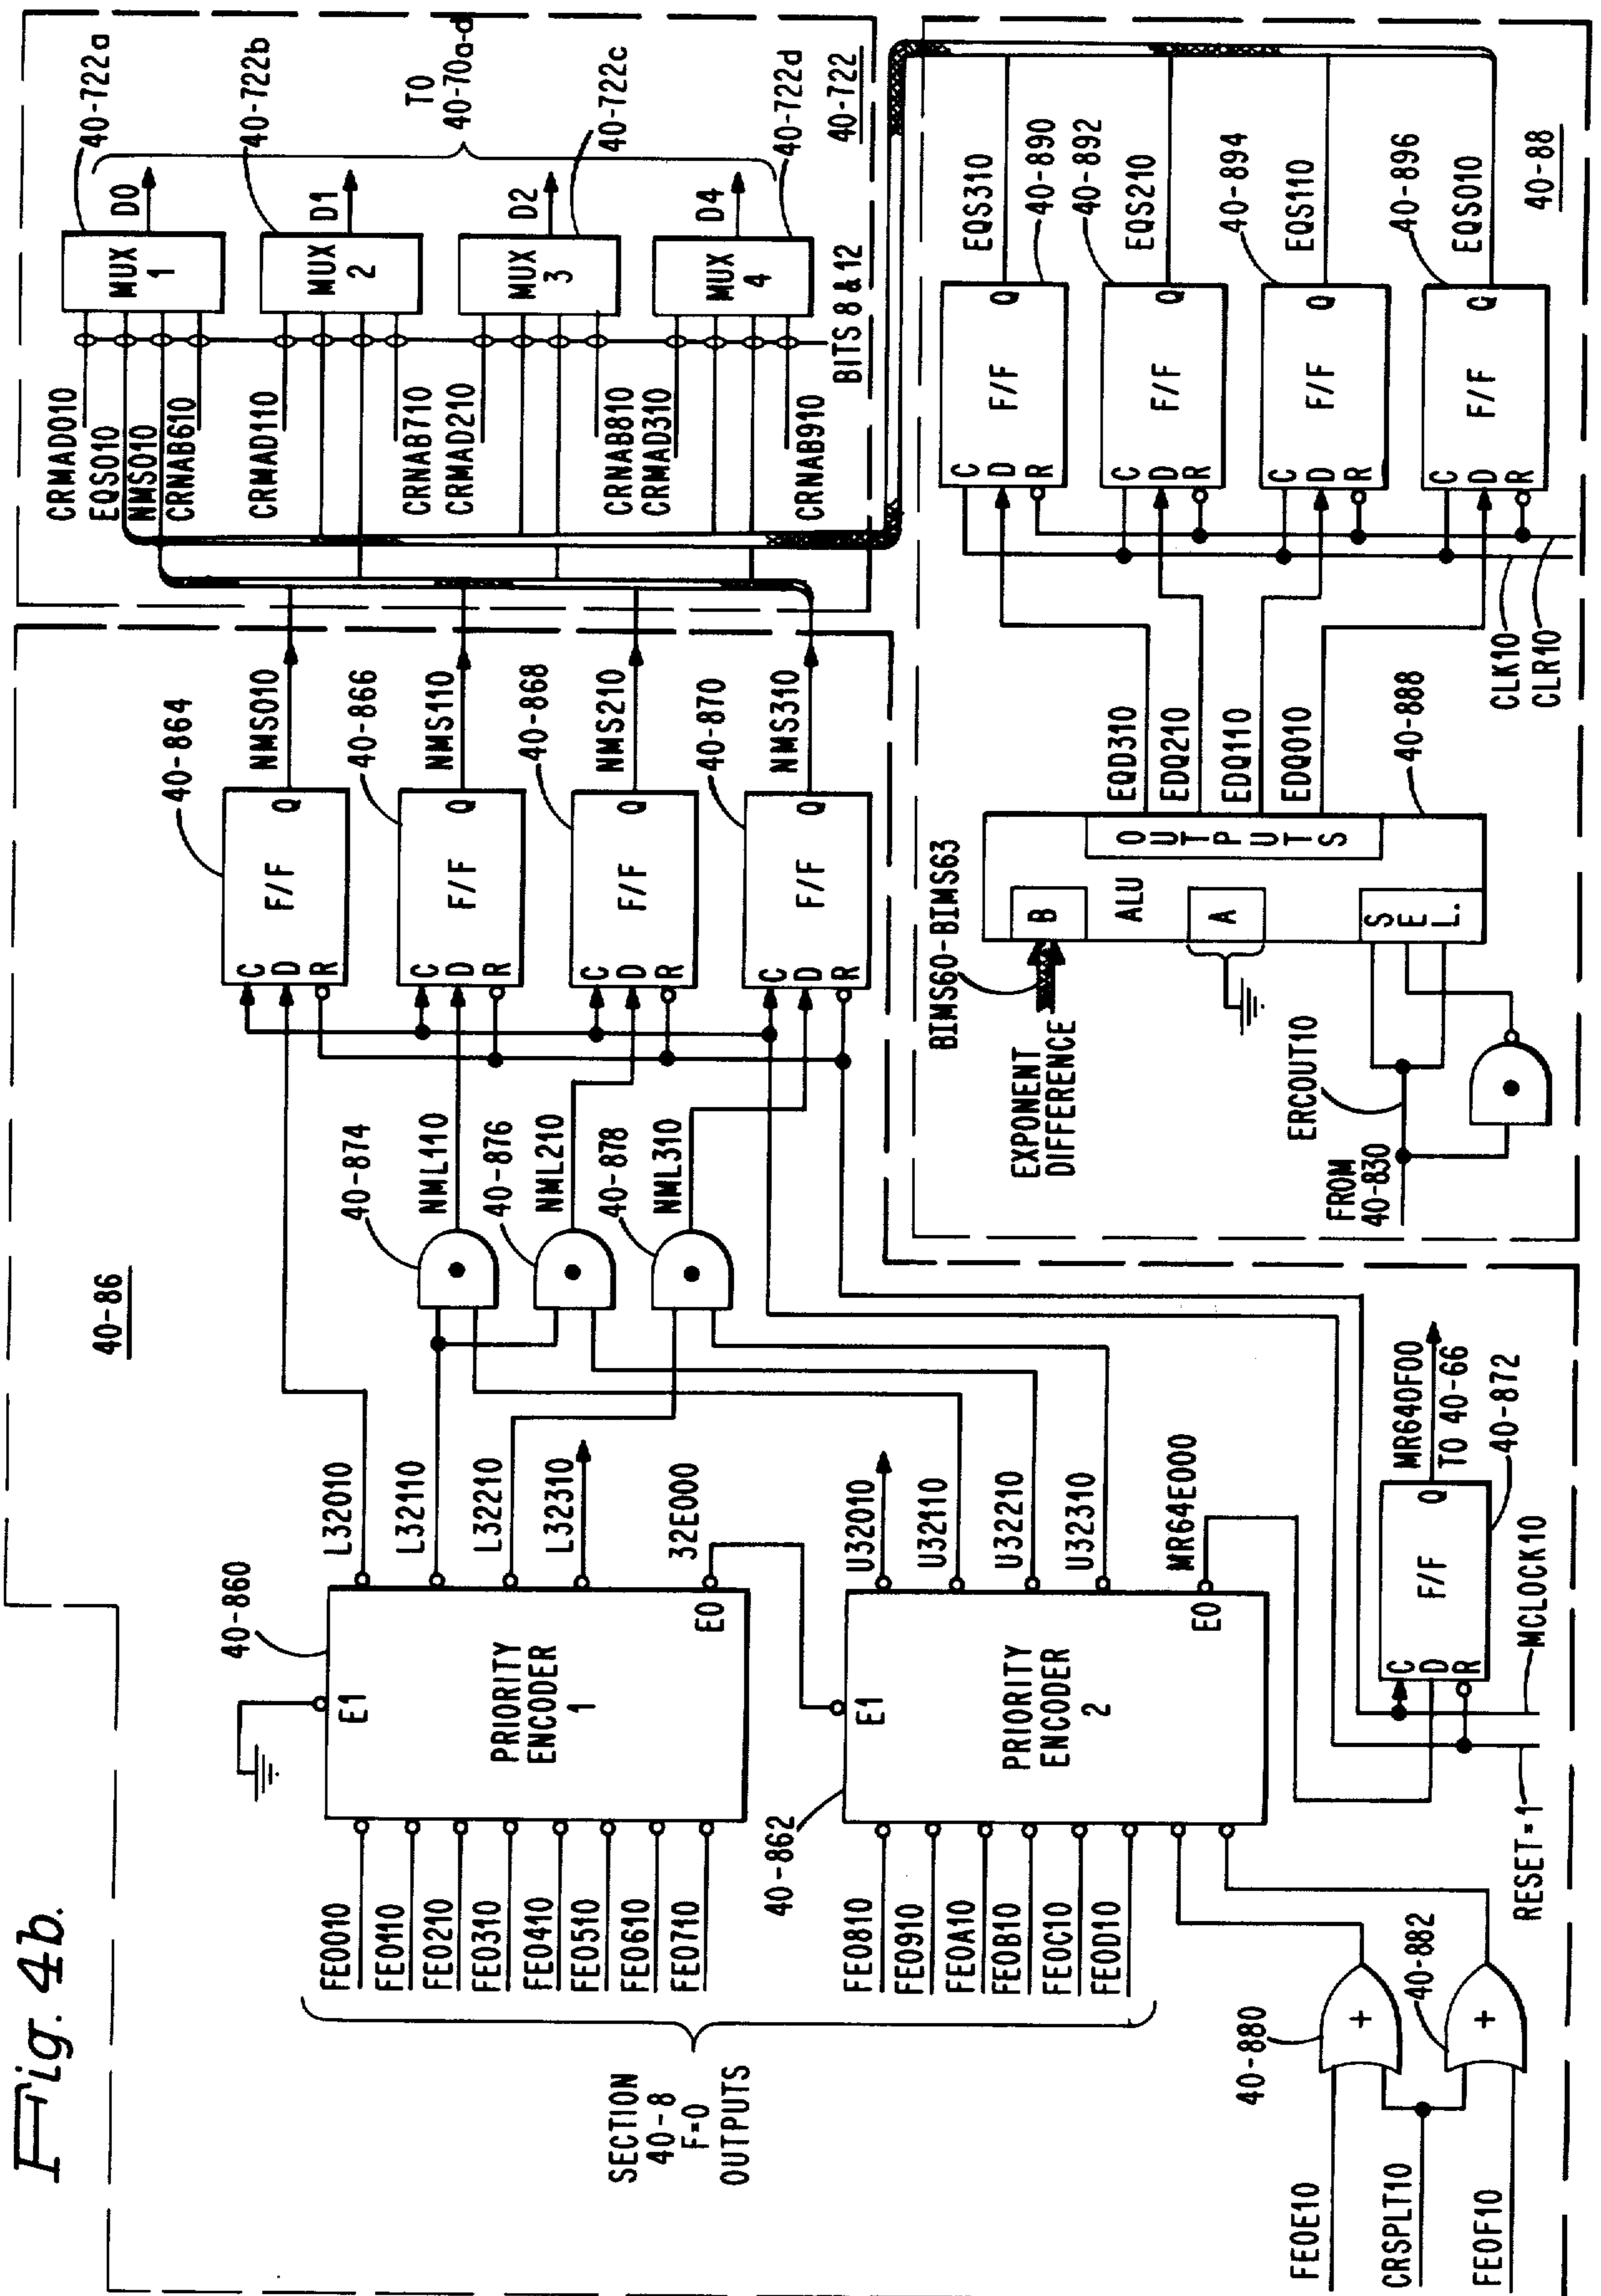 Fig. 4b.
40-86
SECTION
40-8
F=0
OUTPUTS
FE0010
FE0110
FE0210
FE0310
FE0410
FE0510
FE0610
FE0710
40-860
E1
PRIORITY
ENCODER
1
E0
L32010
L32110
L32210
L32310
32E000
FE0810
FE0910
FE0A10
FE0B10
FE0C10
FE0D10
40-862
E1
PRIORITY
ENCODER
2
E0
U32010
U32110
U32210
U32310
MR64E000
FE0E10
CRSPLT10
FE0F10
40-880
+
40-882
+
RESET=1
MCLOCK10
C
D
R
F/F
Q
40-872
MR640F00
TO 40-66
40-874
NML110
40-876
NML210
40-878
NML310
40-864
C
D
R
F/F
Q
NMS010
40-866
C
D
R
F/F
Q
NMS110
40-868
C
D
R
F/F
Q
NMS210
40-870
C
D
R
F/F
Q
NMS310
CRMAD010
EQS010
NMS010
CRNAB610
MUX
1
D0
40-722a
CRMAD110
CRNAB710
MUX
2
D1
40-722b
CRMAD210
CRNAB810
MUX
3
D2
40-722c
CRMAD310
CRNAB910
MUX
4
D4
40-722d
TO
40-70a-d
BITS 8 & 12
40-722
BIMS60-BIMS63
EXPONENT
DIFFERENCE
B
ALU
A
SEL.
OUTPUTS
40-888
FROM
40-830
ERCOUT10
EQD310
EDQ210
EDQ110
EDQ010
CLK10
CLR10
C
D
R
F/F
Q
EQS310
40-890
C
D
R
F/F
Q
EQS210
40-892
C
D
R
F/F
Q
EQS110
40-894
C
D
R
F/F
Q
EQS010
40-896
40-88